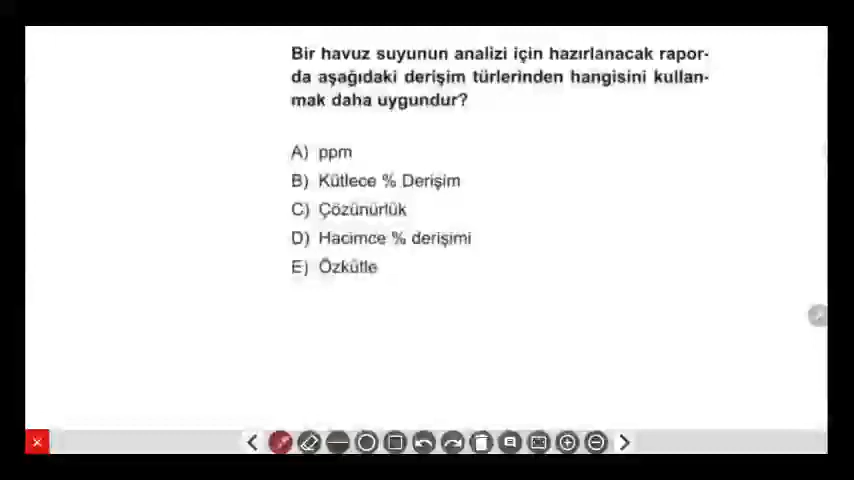 Bir havuz suyunun analizi için hazırlanacak rapor-
da aşağıdaki derişim türlerinden hangisini kullan-
mak daha uygundur?
A) ppm
B) Kütlece % Derişim
C) Çözünürlük
D) Hacimce % derişimi
E) Özkütle